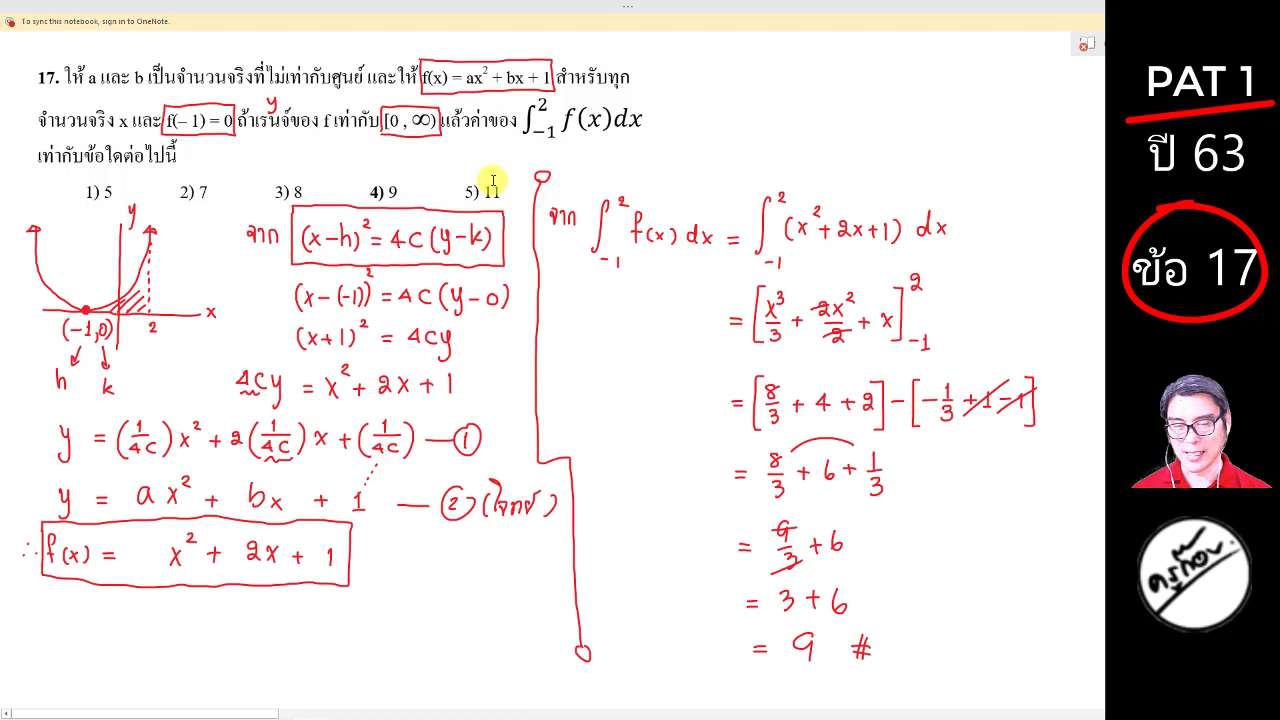 To sync this notebook, sign in to OneNote.
17. ให้ a และ b เป็นจำนวนจริงที่ไม่เท่ากับศูนย์ และให้ f(x) = ax² + bx + 1 สำหรับทุก
y
จำนวนจริง x และ f(– 1) = 0 ถ้าเรนจ์ของ f เท่ากับ [0 , ∞) แล้วค่าของ ∫₋₁² f(x)dx
เท่ากับข้อใดต่อไปนี้
1) 5 2) 7 3) 8 4) 9 5) 11
y
x
(-1,0) 2
h k
จาก (x-h)² = 4C(y-k)
(x-(-1))² = 4C(y-0)
(x+1)² = 4Cy
4Cy = x² + 2x + 1
y = (1/4C)x² + 2(1/4C)x + (1/4C) — ①
y = ax² + bx + 1 — ② (โจทย์)
∴ f(x) = x² + 2x + 1
จาก ∫₋₁² f(x) dx = ∫₋₁² (x² + 2x + 1) dx
= [x³/3 + 2x²/2 + x]₋₁²
= [8/3 + 4 + 2] - [-1/3 + 1 - 1]
= 8/3 + 6 + 1/3
= 9/3 + 6
= 3 + 6
= 9 #
PAT 1
ปี 63
ข้อ 17
ครูก๊อบ